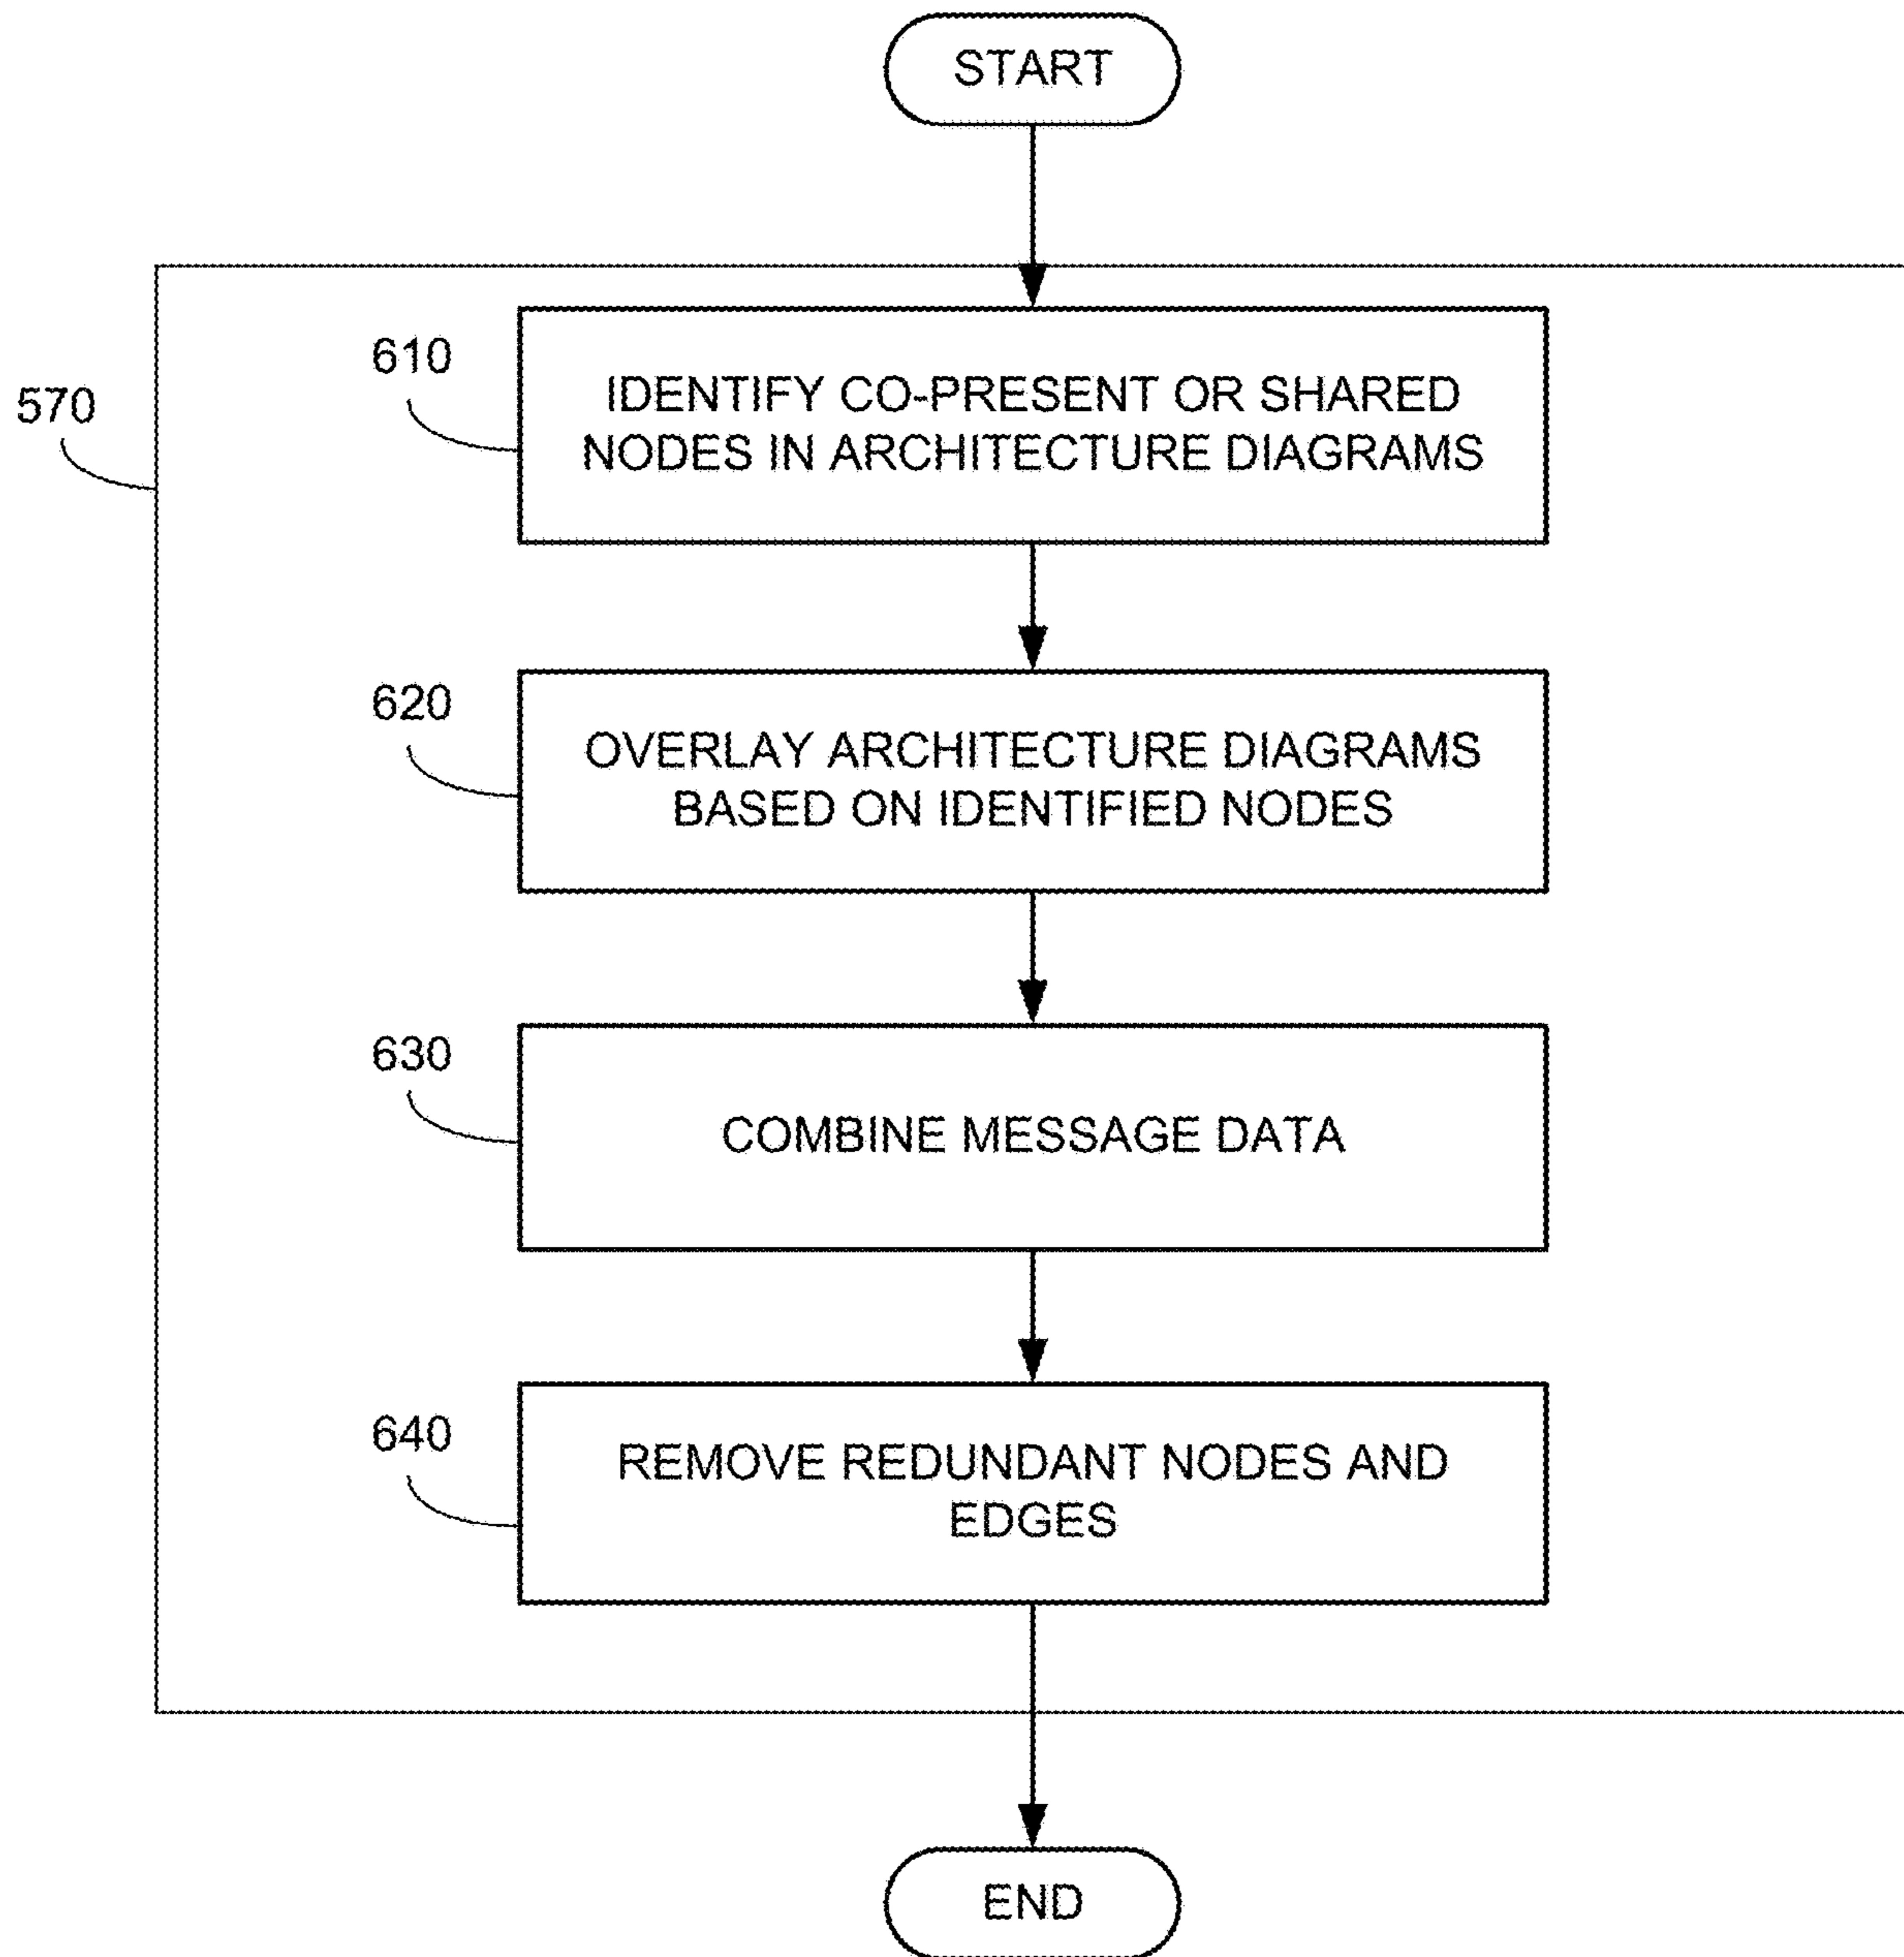 START
570
610
IDENTIFY CO-PRESENT OR SHARED
NODES IN ARCHITECTURE DIAGRAMS
620
OVERLAY ARCHITECTURE DIAGRAMS
BASED ON IDENTIFIED NODES
630
COMBINE MESSAGE DATA
640
REMOVE REDUNDANT NODES AND
EDGES
END